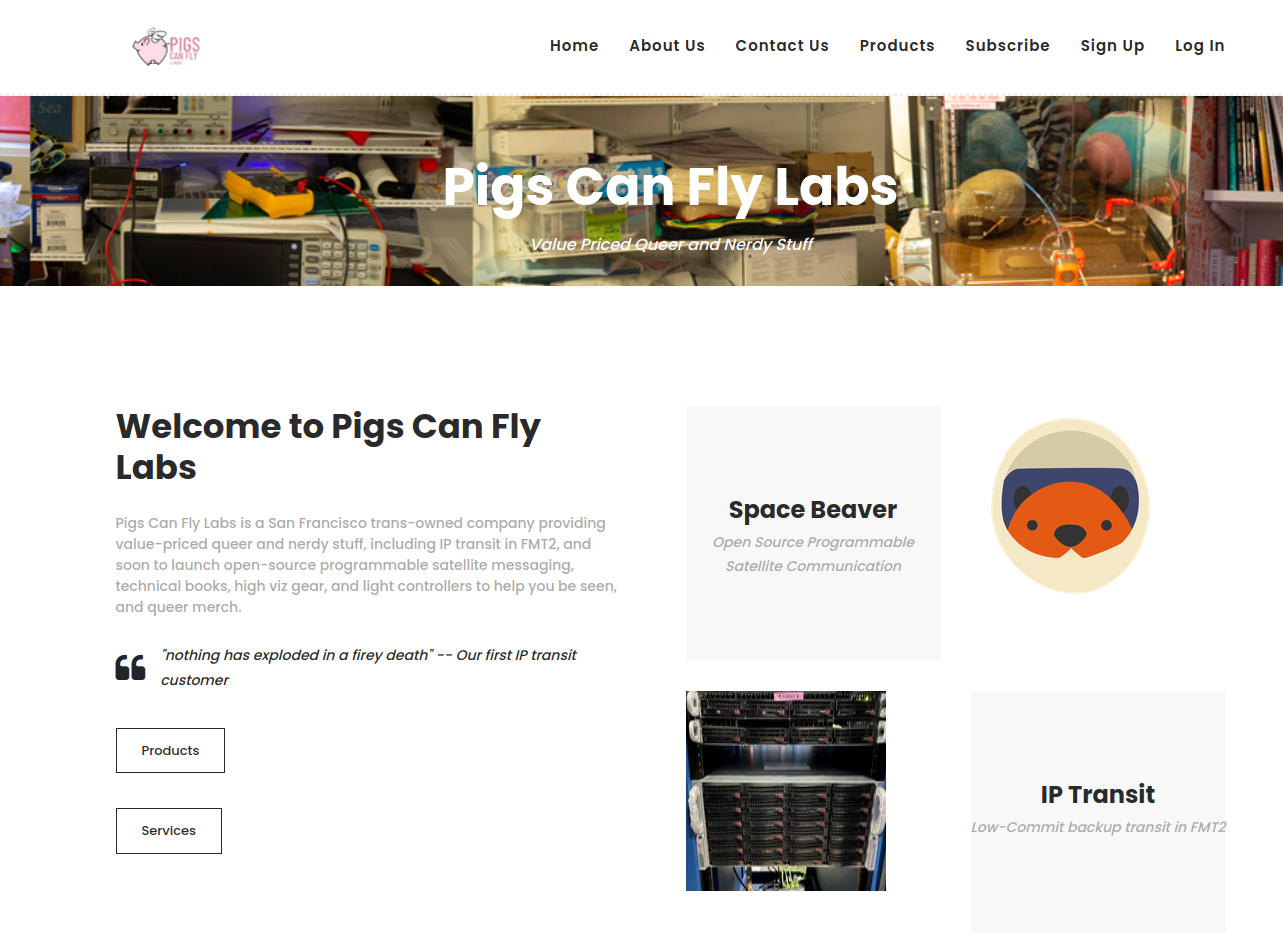 PIGS
CAN FLY
LABS
Home About Us Contact Us Products Subscribe Sign Up Log In
Sea
Pigs Can Fly Labs
Value Priced Queer and Nerdy Stuff
Welcome to Pigs Can Fly
Labs
Pigs Can Fly Labs is a San Francisco trans-owned company providing
value-priced queer and nerdy stuff, including IP transit in FMT2, and
soon to launch open-source programmable satellite messaging,
technical books, high viz gear, and light controllers to help you be seen,
and queer merch.
"nothing has exploded in a firey death" -- Our first IP transit
customer
Products
Services
Space Beaver
Open Source Programmable
Satellite Communication
IP Transit
Low-Commit backup transit in FMT2